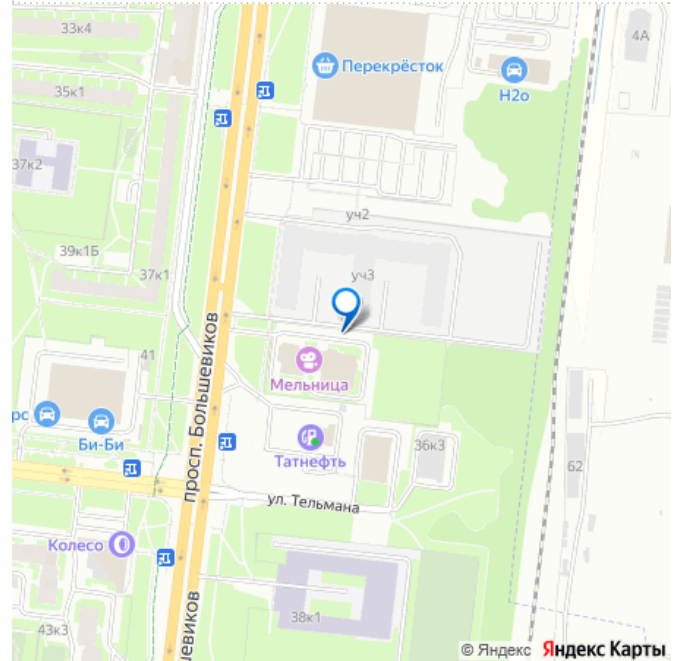 33к4
4А
Перекрёсток
Н2о
35к1
37к2
уч2
39к1Б
37к1
уч3
просп. Большевиков
41
Мельница
рс
Би-Би
Татнефть
36к3
62
ул. Тельмана
Колесо
38к1
43к3
шевиков
© Яндекс Яндекс Карты